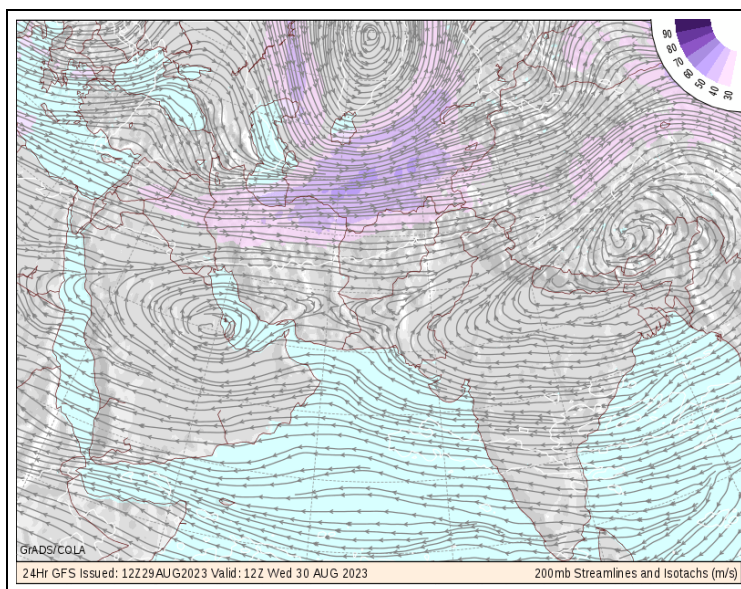 90
80
70
60
50
40
30
GrADS/COLA
24Hr GFS Issued: 12Z29AUG2023 Valid: 12Z Wed 30 AUG 2023
200mb Streamlines and Isotachs (m/s)